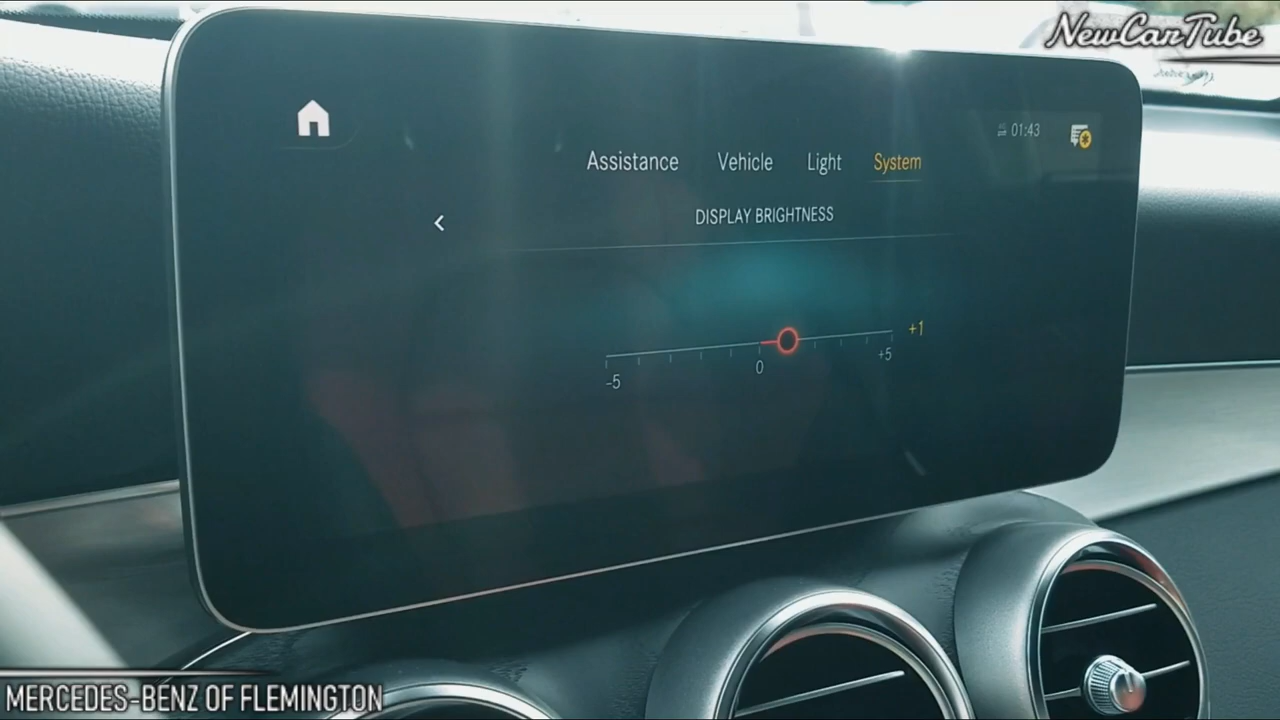 NewCarTube
01:43
Assistance Vehicle Light System
DISPLAY BRIGHTNESS
+1
-5 0 +5
MERCEDES-BENZ OF FLEMINGTON